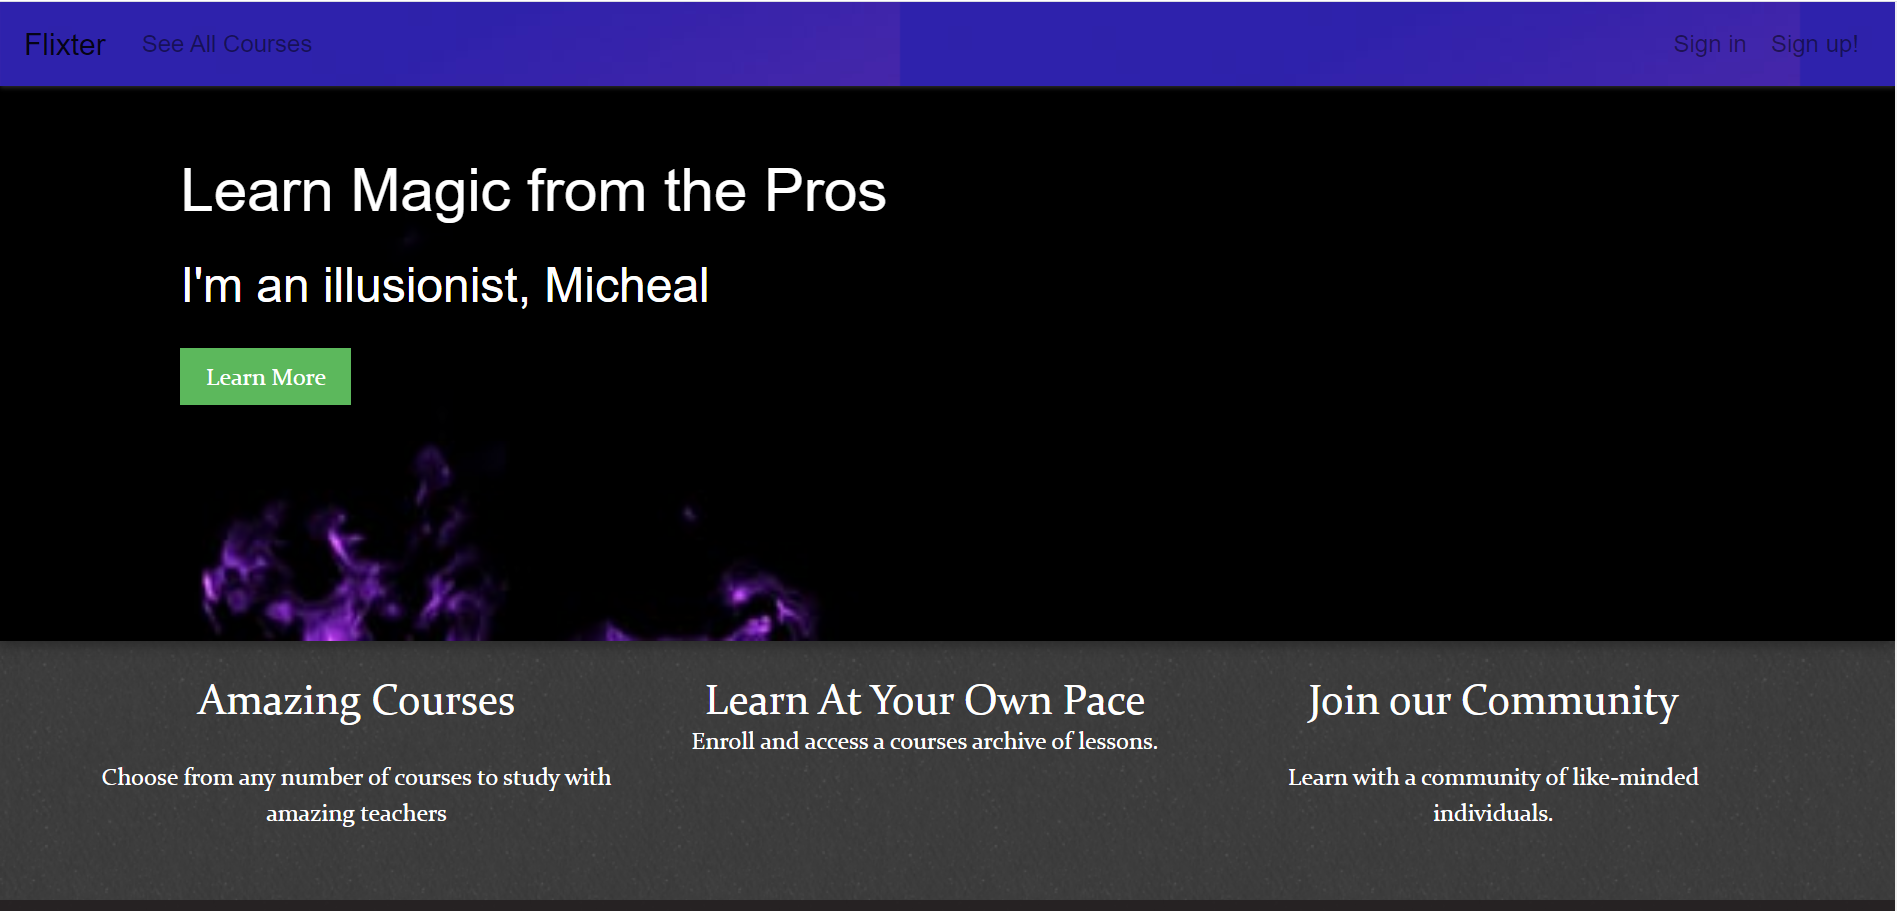 Flixter See All Courses Sign in Sign up!
Learn Magic from the Pros
I'm an illusionist, Micheal
Learn More
Amazing Courses
Choose from any number of courses to study with
amazing teachers
Learn At Your Own Pace
Enroll and access a courses archive of lessons.
Join our Community
Learn with a community of like-minded
individuals.